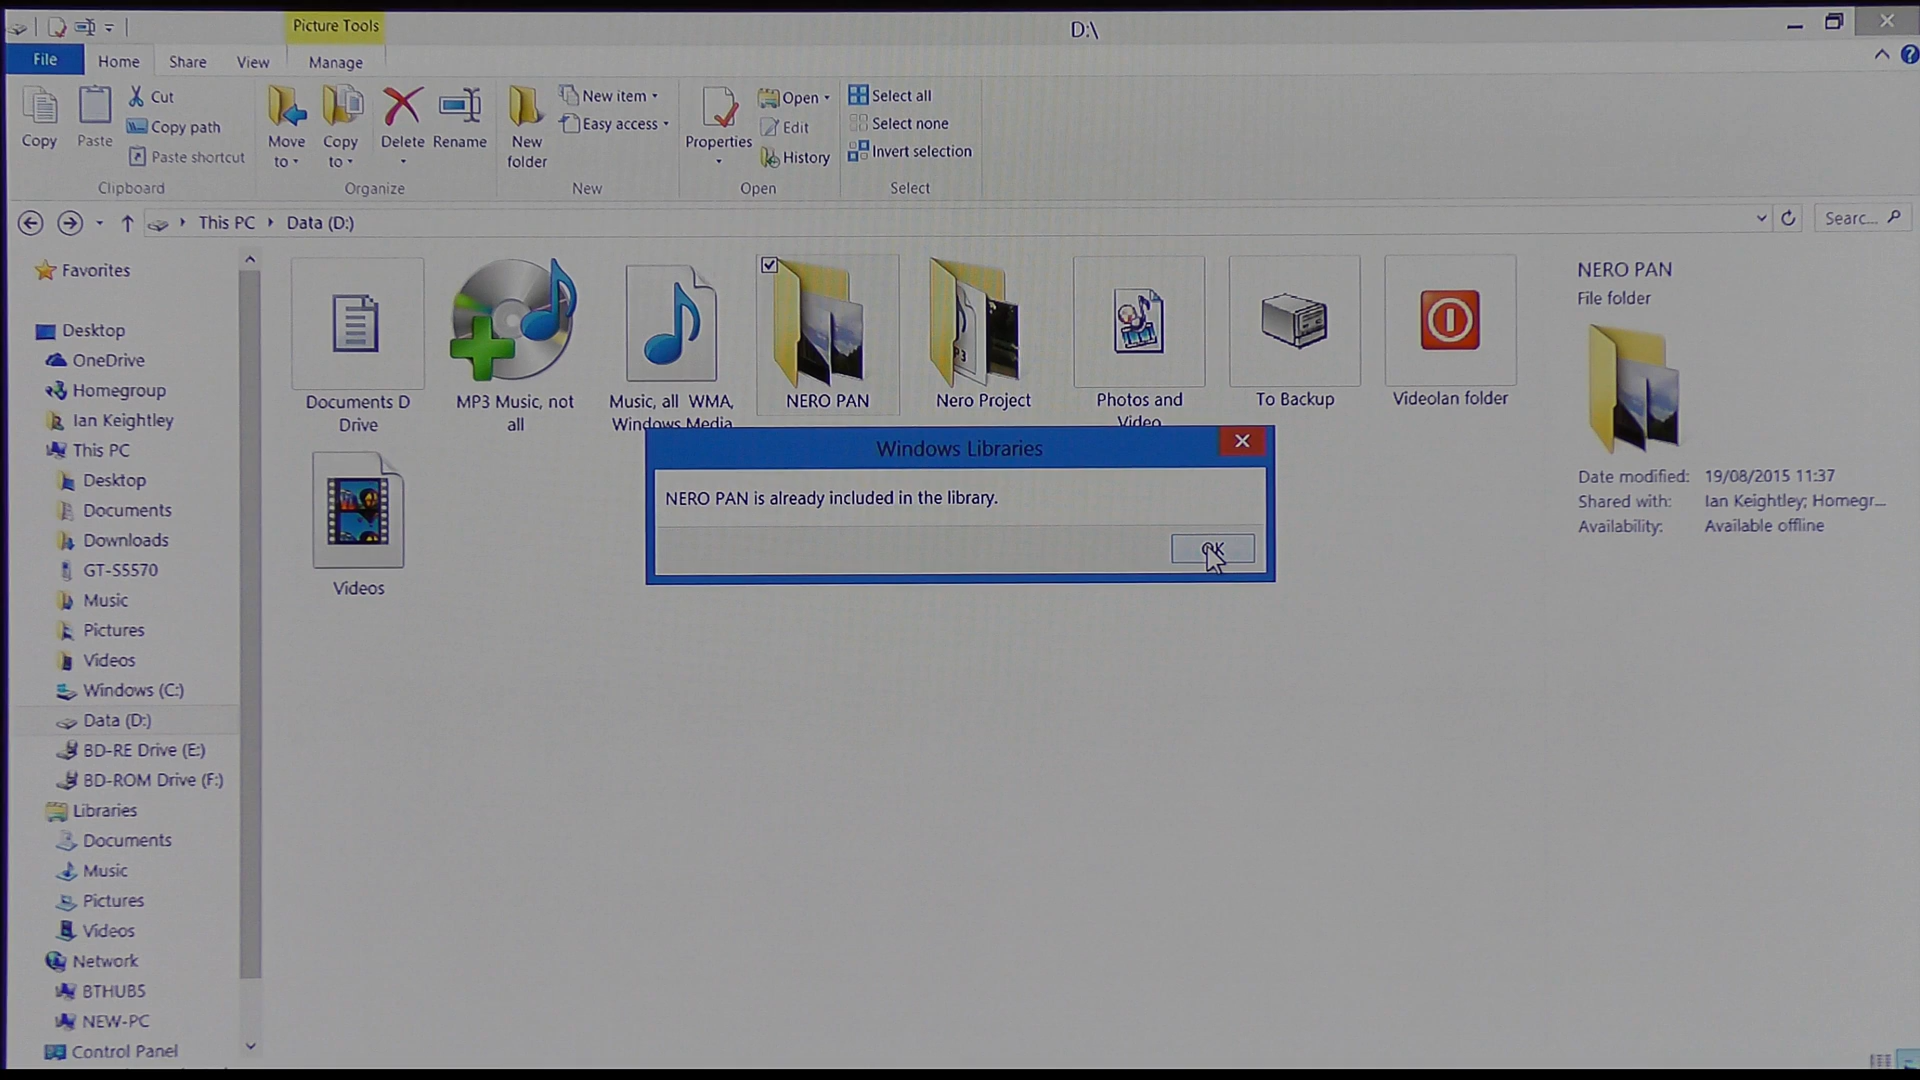 Picture Tools
D:\
File
Home
Share
View
Manage
Copy
Paste
Cut
Copy path
Paste shortcut
Clipboard
Move to
Copy to
Delete
Rename
Organize
New folder
New item
Easy access
New
Properties
Open
Edit
History
Open
Select all
Select none
Invert selection
Select
This PC
Data (D:)
Searc...
Favorites
Desktop
OneDrive
Homegroup
Ian Keightley
This PC
Desktop
Documents
Downloads
GT-S5570
Music
Pictures
Videos
Windows (C:)
Data (D:)
BD-RE Drive (E:)
BD-ROM Drive (F:)
Libraries
Documents
Music
Pictures
Videos
Network
BTHUB5
NEW-PC
Control Panel
Documents D
Drive
MP3 Music, not
all
Music, all WMA,
Windows Media
NERO PAN
Nero Project
Photos and
Video
To Backup
Videolan folder
Videos
Windows Libraries
NERO PAN is already included in the library.
OK
NERO PAN
File folder
Date modified: 19/08/2015 11:37
Shared with: Ian Keightley; Homegr...
Availability: Available offline